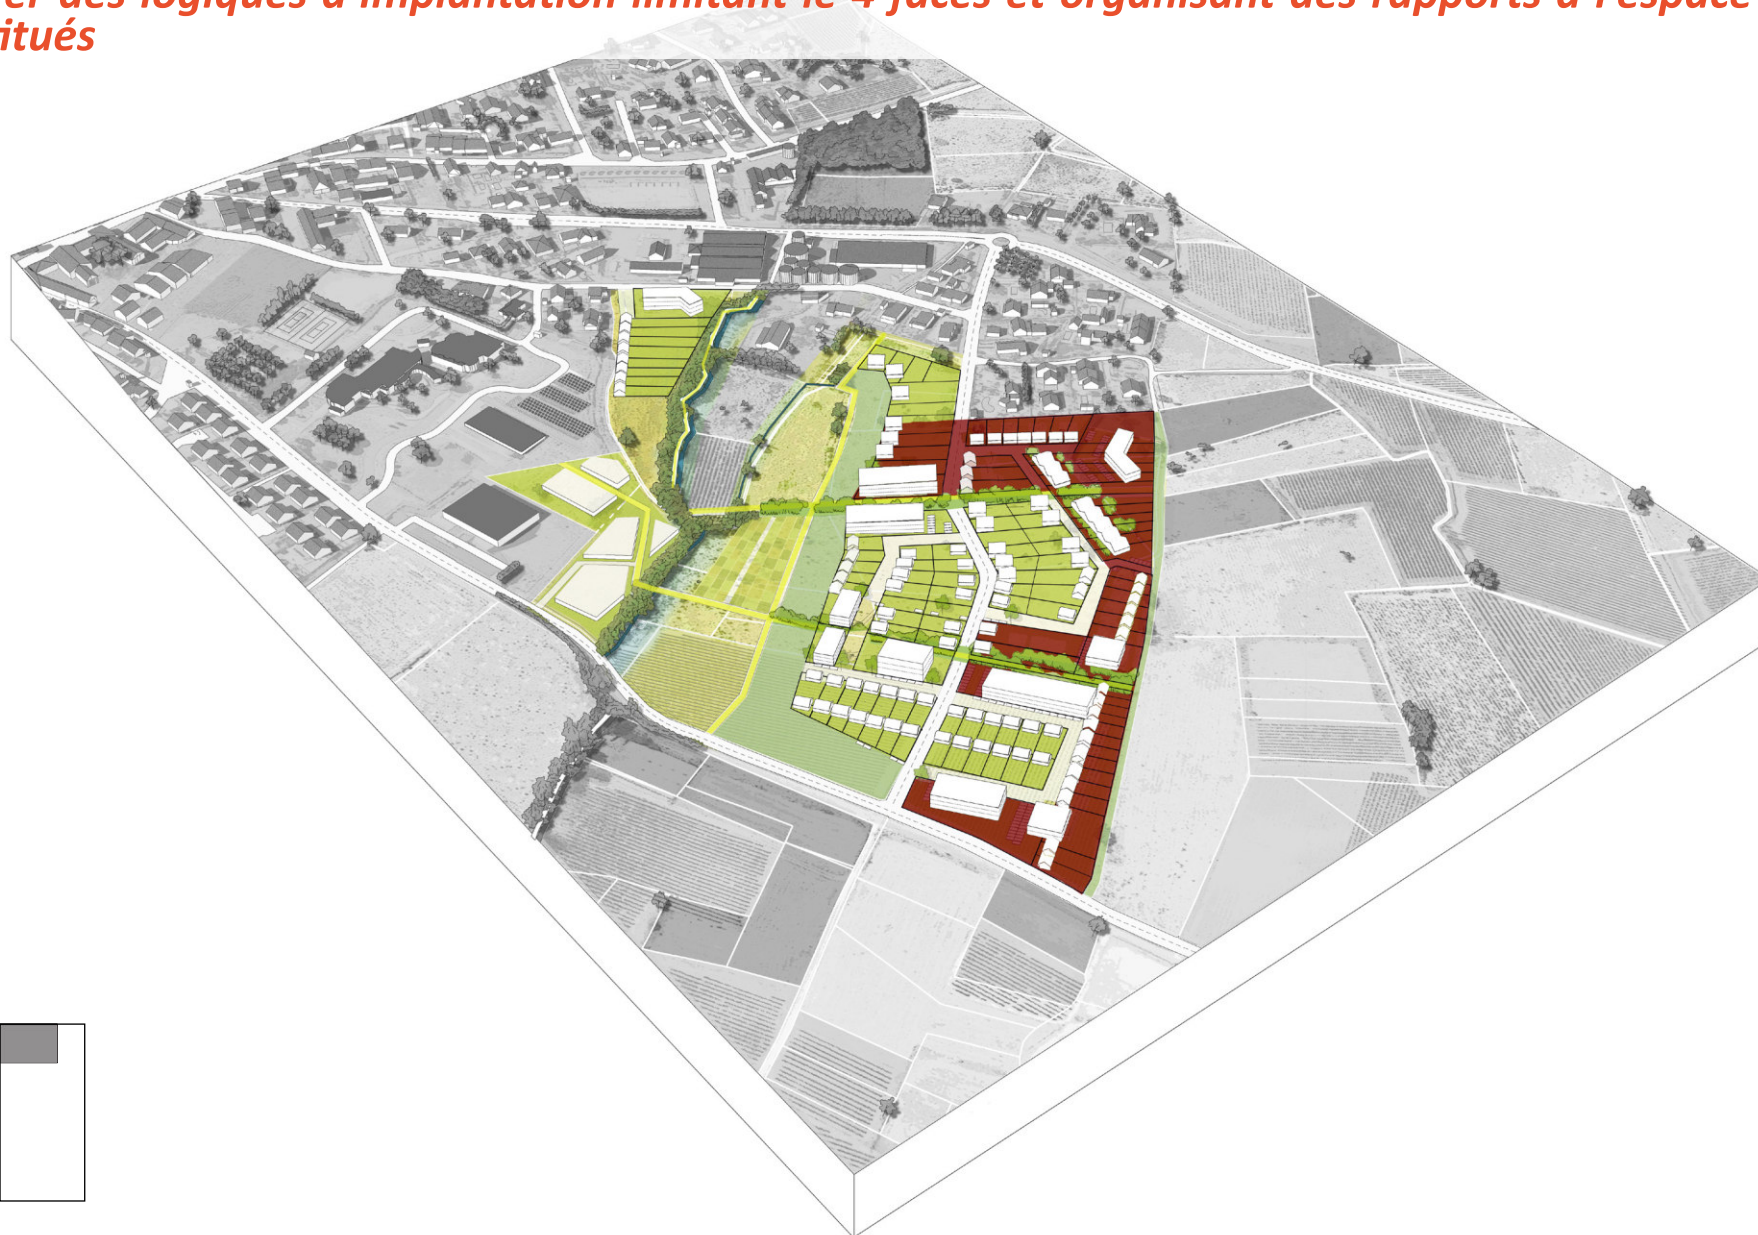 er des logiques d'implantation limitant le 4 faces et organisant des rapports à l'espace
itués